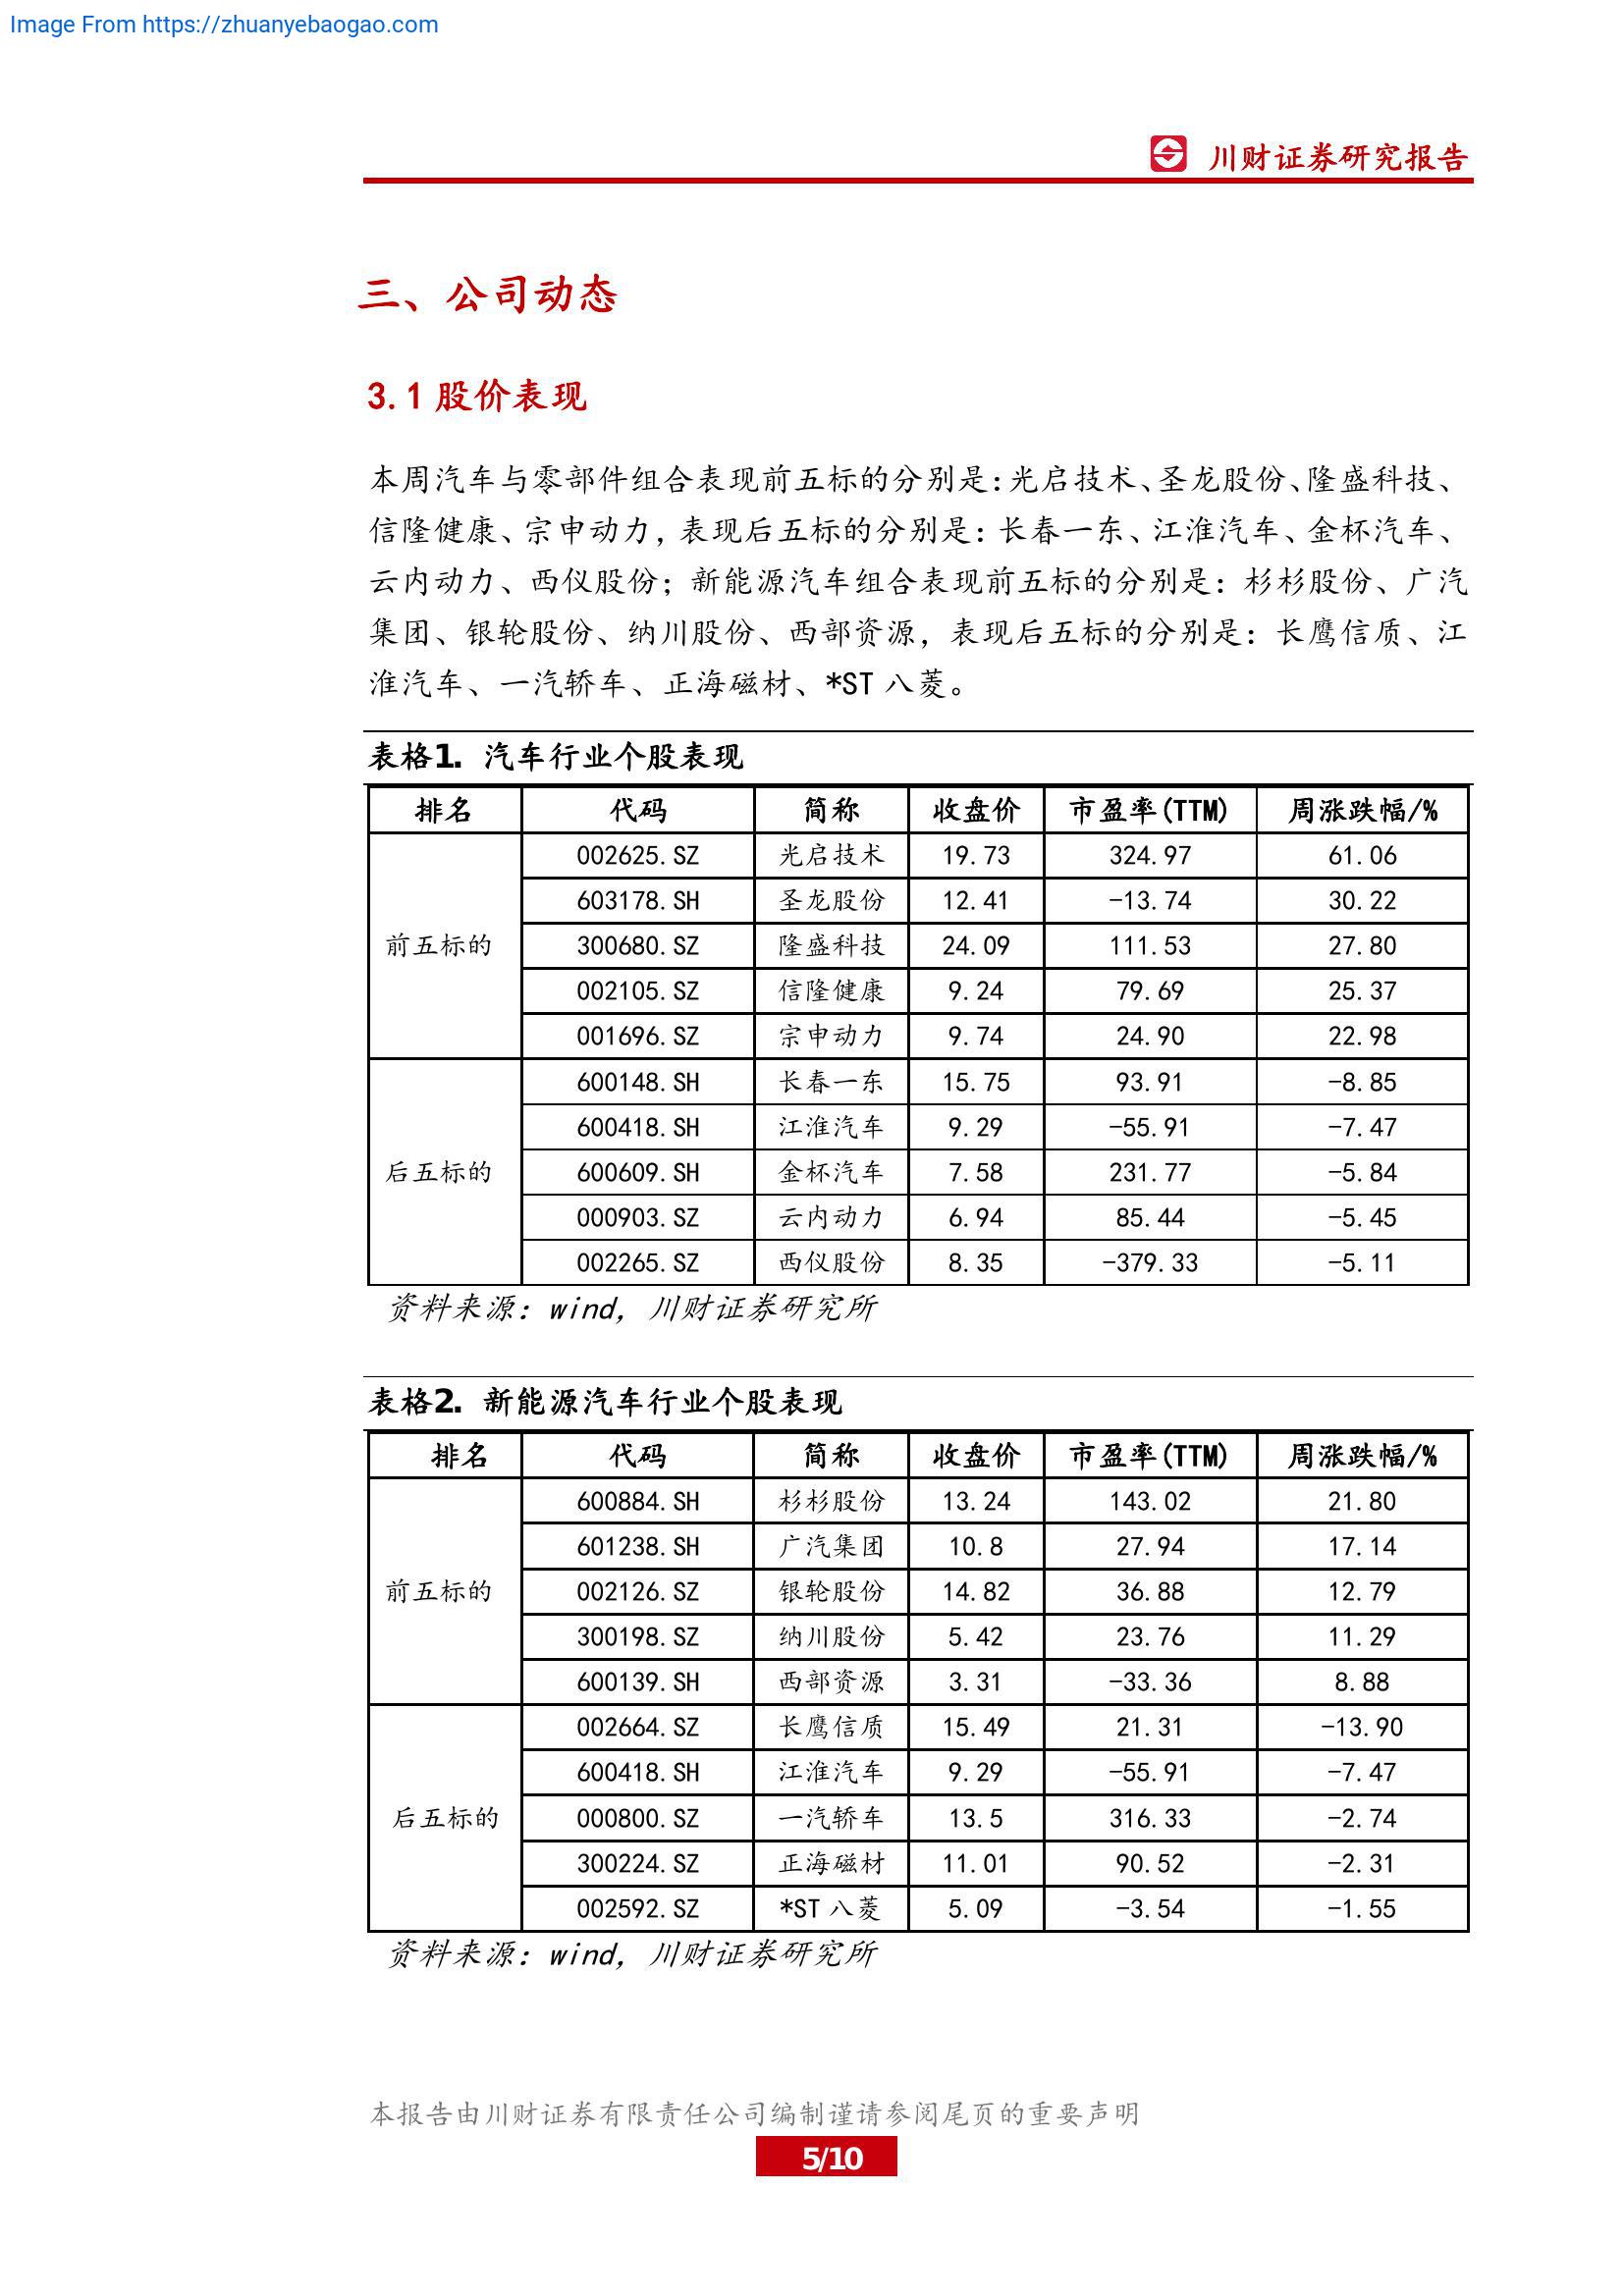 Image From https://zhuanyebaogao.com
川财证券研究报告
三、公司动态
3.1 股价表现
本周汽车与零部件组合表现前五标的分别是：光启技术、圣龙股份、隆盛科技、
信隆健康、宗申动力，表现后五标的分别是：长春一东、江淮汽车、金杯汽车、
云内动力、西仪股份；新能源汽车组合表现前五标的分别是：杉杉股份、广汽
集团、银轮股份、纳川股份、西部资源，表现后五标的分别是：长鹰信质、江
淮汽车、一汽轿车、正海磁材、*ST 八菱。
表格1. 汽车行业个股表现
排名 代码 简称 收盘价 市盈率(TTM) 周涨跌幅/%
002625.SZ 光启技术 19.73 324.97 61.06
603178.SH 圣龙股份 12.41 -13.74 30.22
前五标的 300680.SZ 隆盛科技 24.09 111.53 27.80
002105.SZ 信隆健康 9.24 79.69 25.37
001696.SZ 宗申动力 9.74 24.90 22.98
600148.SH 长春一东 15.75 93.91 -8.85
600418.SH 江淮汽车 9.29 -55.91 -7.47
后五标的 600609.SH 金杯汽车 7.58 231.77 -5.84
000903.SZ 云内动力 6.94 85.44 -5.45
002265.SZ 西仪股份 8.35 -379.33 -5.11
资料来源：wind，川财证券研究所
表格2. 新能源汽车行业个股表现
排名 代码 简称 收盘价 市盈率(TTM) 周涨跌幅/%
600884.SH 杉杉股份 13.24 143.02 21.80
601238.SH 广汽集团 10.8 27.94 17.14
前五标的 002126.SZ 银轮股份 14.82 36.88 12.79
300198.SZ 纳川股份 5.42 23.76 11.29
600139.SH 西部资源 3.31 -33.36 8.88
002664.SZ 长鹰信质 15.49 21.31 -13.90
600418.SH 江淮汽车 9.29 -55.91 -7.47
后五标的 000800.SZ 一汽轿车 13.5 316.33 -2.74
300224.SZ 正海磁材 11.01 90.52 -2.31
002592.SZ *ST 八菱 5.09 -3.54 -1.55
资料来源：wind，川财证券研究所
本报告由川财证券有限责任公司编制谨请参阅尾页的重要声明
5/10